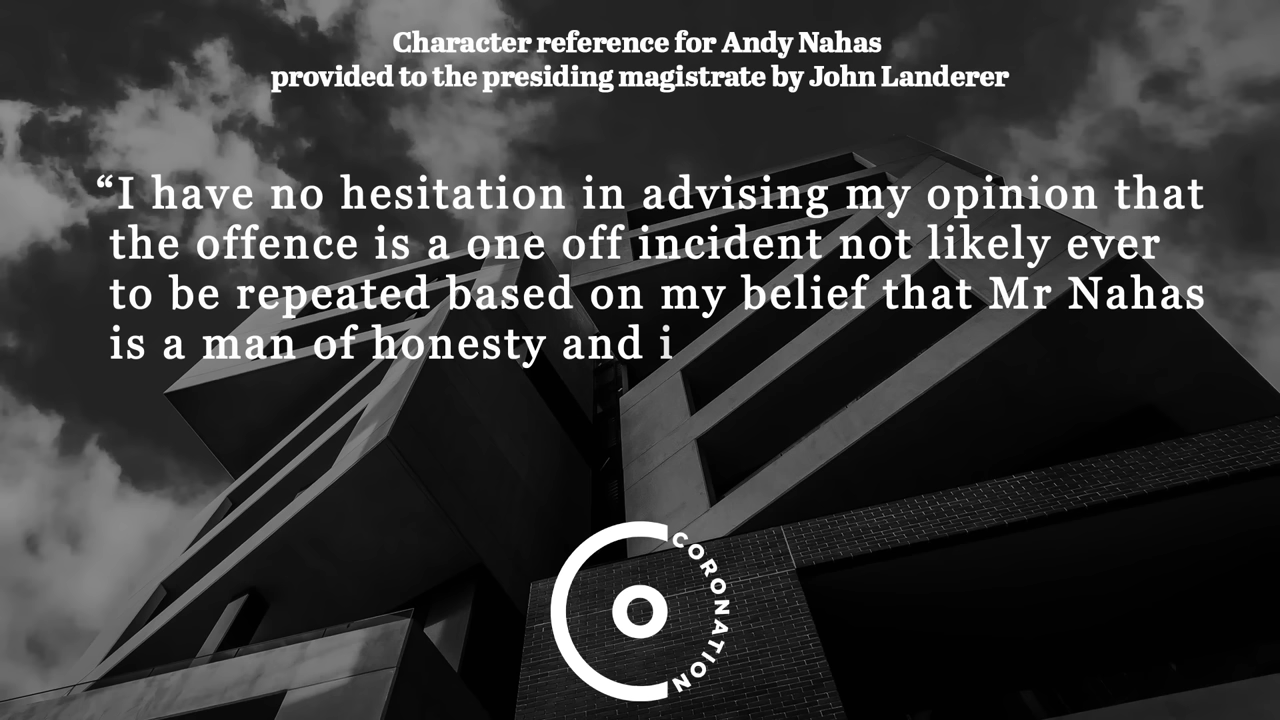 Character reference for Andy Nahas
provided to the presiding magistrate by John Landerer
“I have no hesitation in advising my opinion that
the offence is a one off incident not likely ever
to be repeated based on my belief that Mr Nahas
is a man of honesty and i
CORONATION